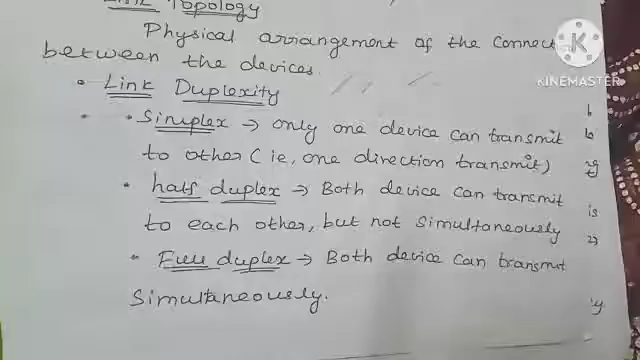 Link Topology
Physical arrangement of the connect
between the devices.
• Link Duplexity
• Simplex → only one device can transmit
to other (ie, one direction transmit)
• half duplex → Both device can transmit
to each other, but not simultaneously
• Full duplex → Both device can transmit
simultaneously.
KINEMASTER